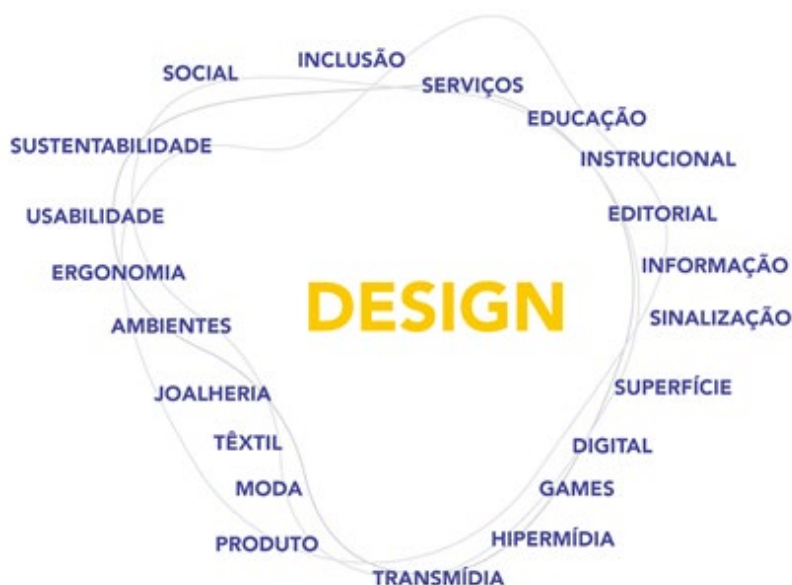 INCLUSÃO
SOCIAL
SERVIÇOS
EDUCAÇÃO
SUSTENTABILIDADE
INSTRUCIONAL
USABILIDADE
EDITORIAL
ERGONOMIA
INFORMAÇÃO
DESIGN
AMBIENTES
SINALIZAÇÃO
JOALHERIA
SUPERFÍCIE
TÊXTIL
DIGITAL
MODA
GAMES
PRODUTO
HIPERMÍDIA
TRANSMÍDIA